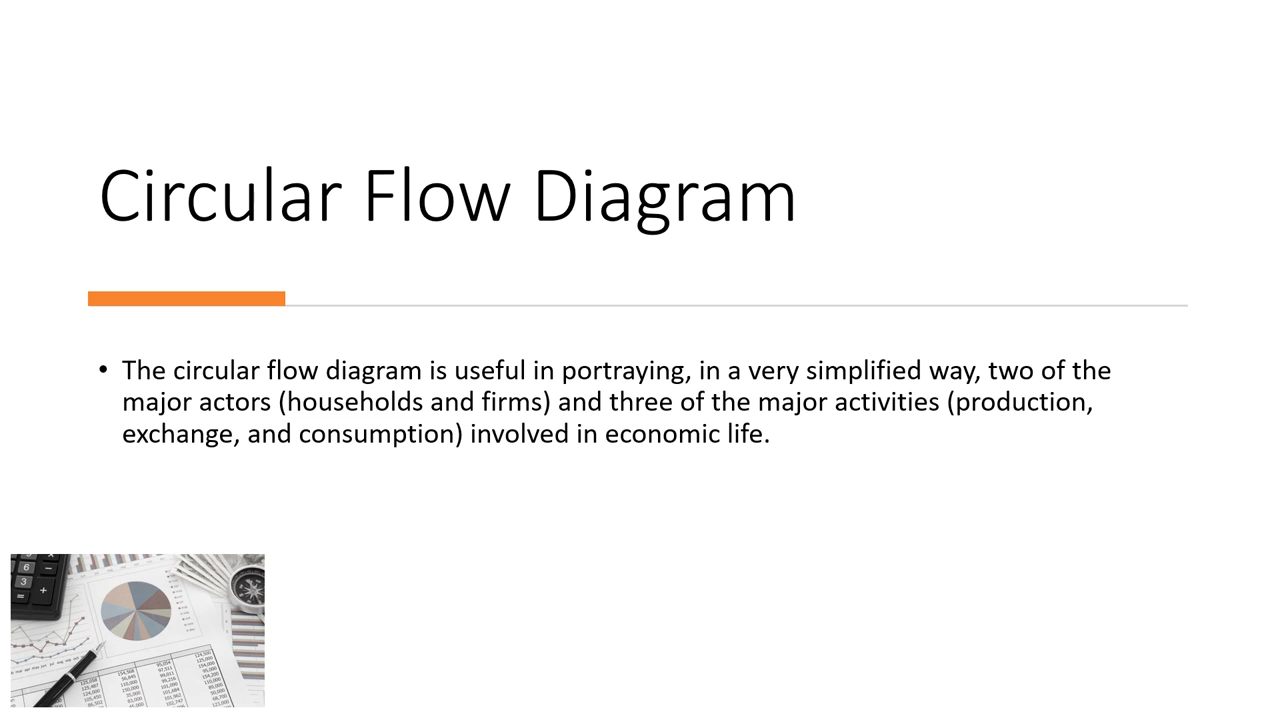 Circular Flow Diagram
• The circular flow diagram is useful in portraying, in a very simplified way, two of the
major actors (households and firms) and three of the major activities (production,
exchange, and consumption) involved in economic life.